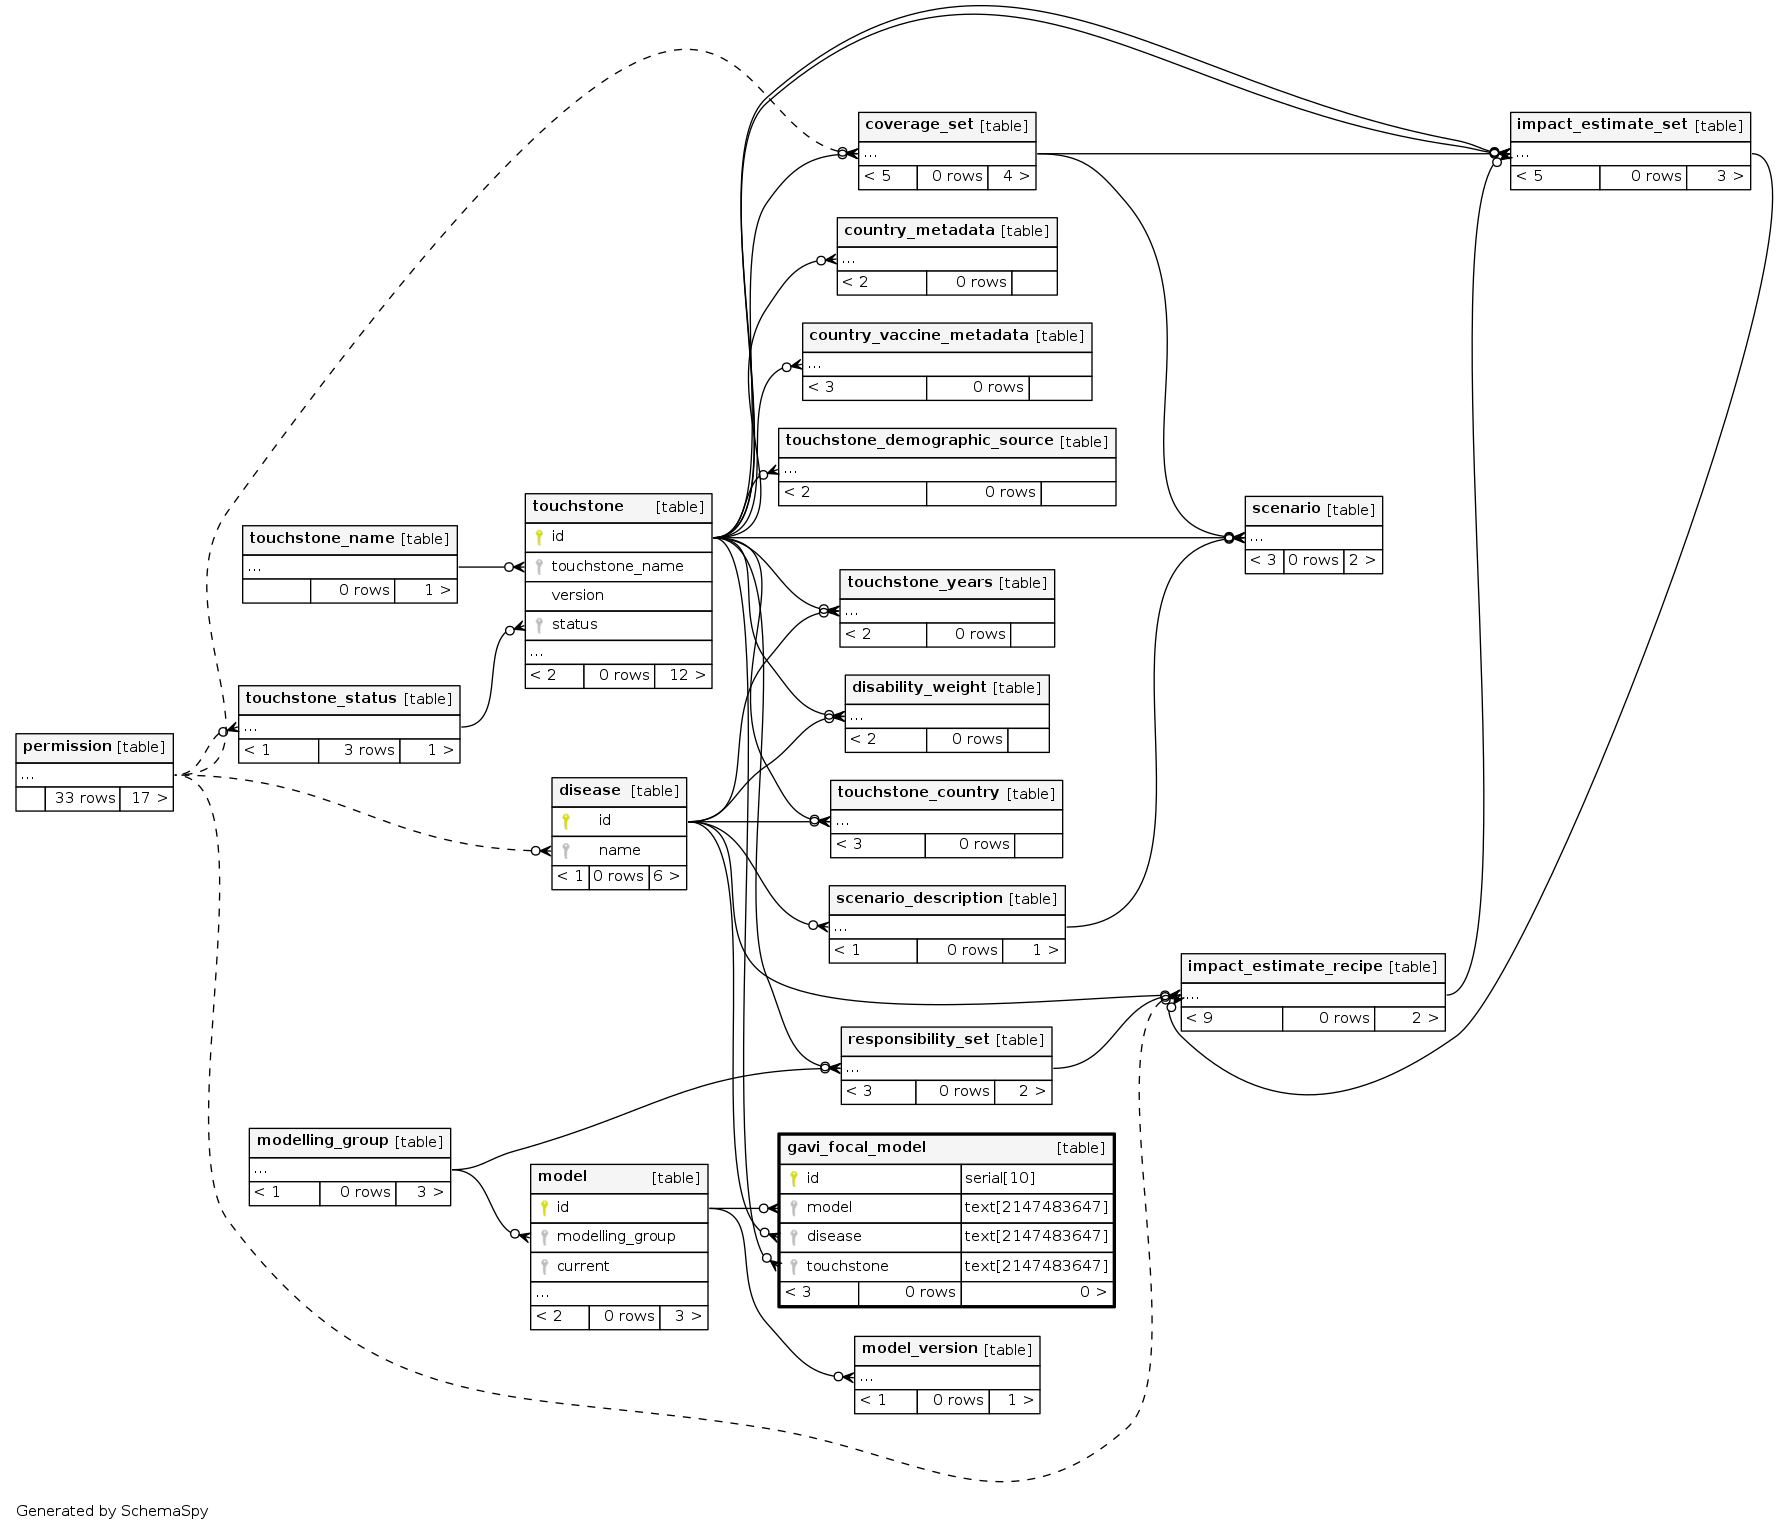 coverage_set [table]
...
< 5 0 rows 4 >
impact_estimate_set [table]
...
< 5 0 rows 3 >
country_metadata [table]
...
< 2 0 rows
country_vaccine_metadata [table]
...
< 3 0 rows
touchstone_demographic_source [table]
...
< 2 0 rows
touchstone [table]
id
touchstone_name
version
status
...
< 2 0 rows 12 >
scenario [table]
...
< 3 0 rows 2 >
touchstone_name [table]
...
0 rows 1 >
touchstone_years [table]
...
< 2 0 rows
touchstone_status [table]
...
< 1 3 rows 1 >
disability_weight [table]
...
< 2 0 rows
permission [table]
...
33 rows 17 >
disease [table]
id
name
< 1 0 rows 6 >
touchstone_country [table]
...
< 3 0 rows
scenario_description [table]
...
< 1 0 rows 1 >
impact_estimate_recipe [table]
...
< 9 0 rows 2 >
responsibility_set [table]
...
< 3 0 rows 2 >
modelling_group [table]
...
< 1 0 rows 3 >
model [table]
id
modelling_group
current
...
< 2 0 rows 3 >
gavi_focal_model [table]
id serial[10]
model text[2147483647]
disease text[2147483647]
touchstone text[2147483647]
< 3 0 rows 0 >
model_version [table]
...
< 1 0 rows 1 >
Generated by SchemaSpy